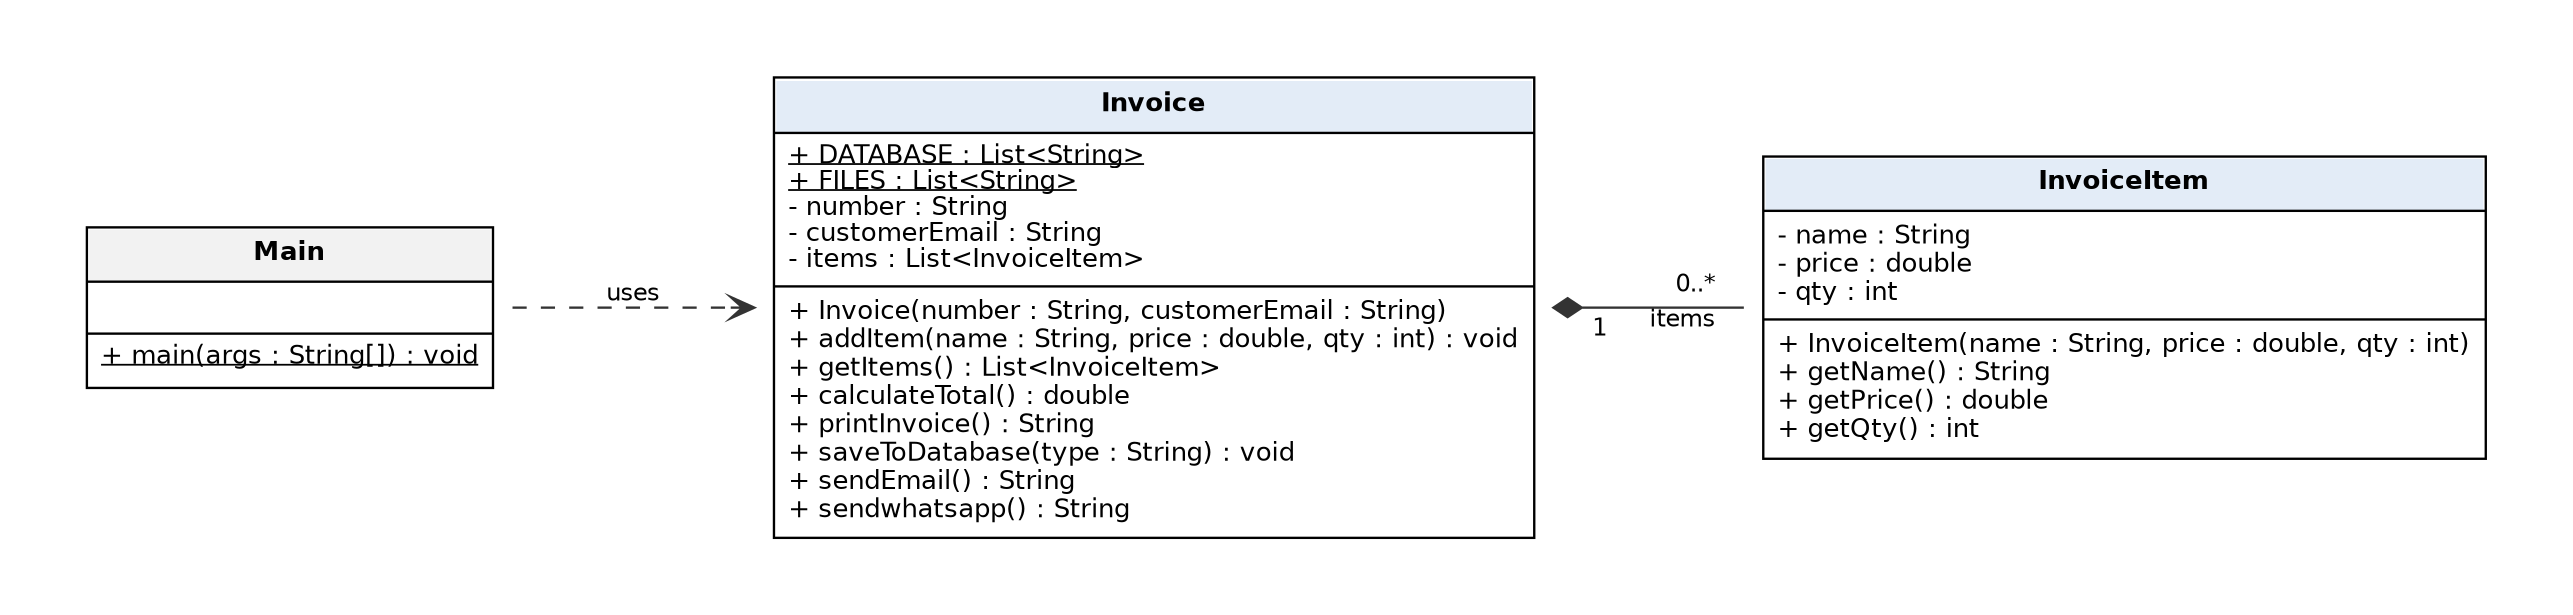 Main
+ main(args : String[]) : void
uses
Invoice
+ DATABASE : List<String>
+ FILES : List<String>
- number : String
- customerEmail : String
- items : List<InvoiceItem>
+ Invoice(number : String, customerEmail : String)
+ addItem(name : String, price : double, qty : int) : void
+ getItems() : List<InvoiceItem>
+ calculateTotal() : double
+ printInvoice() : String
+ saveToDatabase(type : String) : void
+ sendEmail() : String
+ sendwhatsapp() : String
0..*
1
items
InvoiceItem
- name : String
- price : double
- qty : int
+ InvoiceItem(name : String, price : double, qty : int)
+ getName() : String
+ getPrice() : double
+ getQty() : int